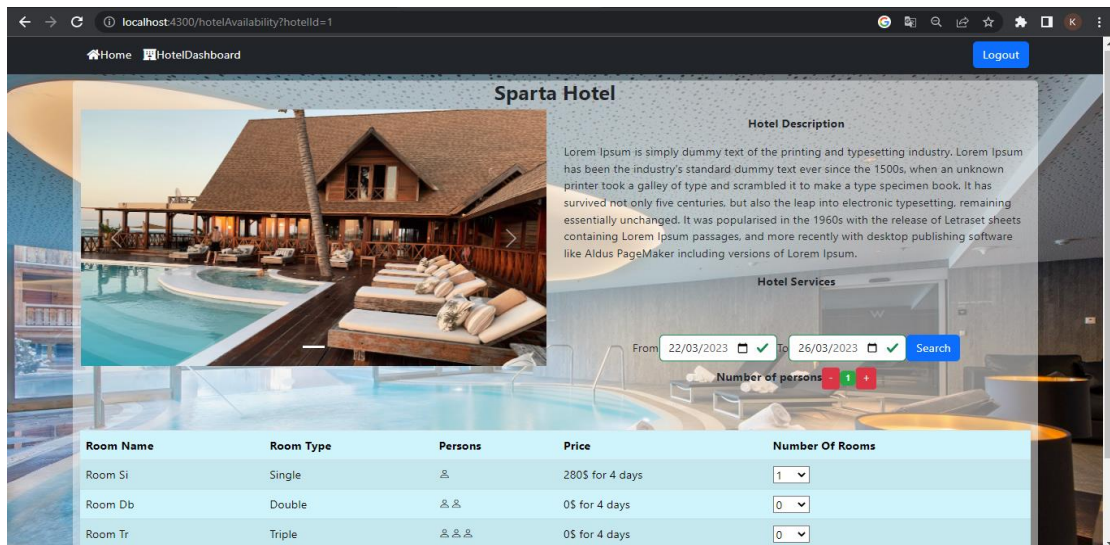 localhost:4300/hotelAvailability?hotelId=1
K
Home HotelDashboard
Logout
Sparta Hotel
Hotel Description
Lorem Ipsum is simply dummy text of the printing and typesetting industry. Lorem Ipsum
has been the industry's standard dummy text ever since the 1500s, when an unknown
printer took a galley of type and scrambled it to make a type specimen book. It has
survived not only five centuries, but also the leap into electronic typesetting, remaining
essentially unchanged. It was popularised in the 1960s with the release of Letraset sheets
containing Lorem Ipsum passages, and more recently with desktop publishing software
like Aldus PageMaker including versions of Lorem Ipsum.
Hotel Services
From 22/03/2023 To 26/03/2023 Search
Number of persons - 1 +
Room Name Room Type Persons Price Number Of Rooms
Room Si Single 280$ for 4 days 1
Room Db Double 0$ for 4 days 0
Room Tr Triple 0$ for 4 days 0